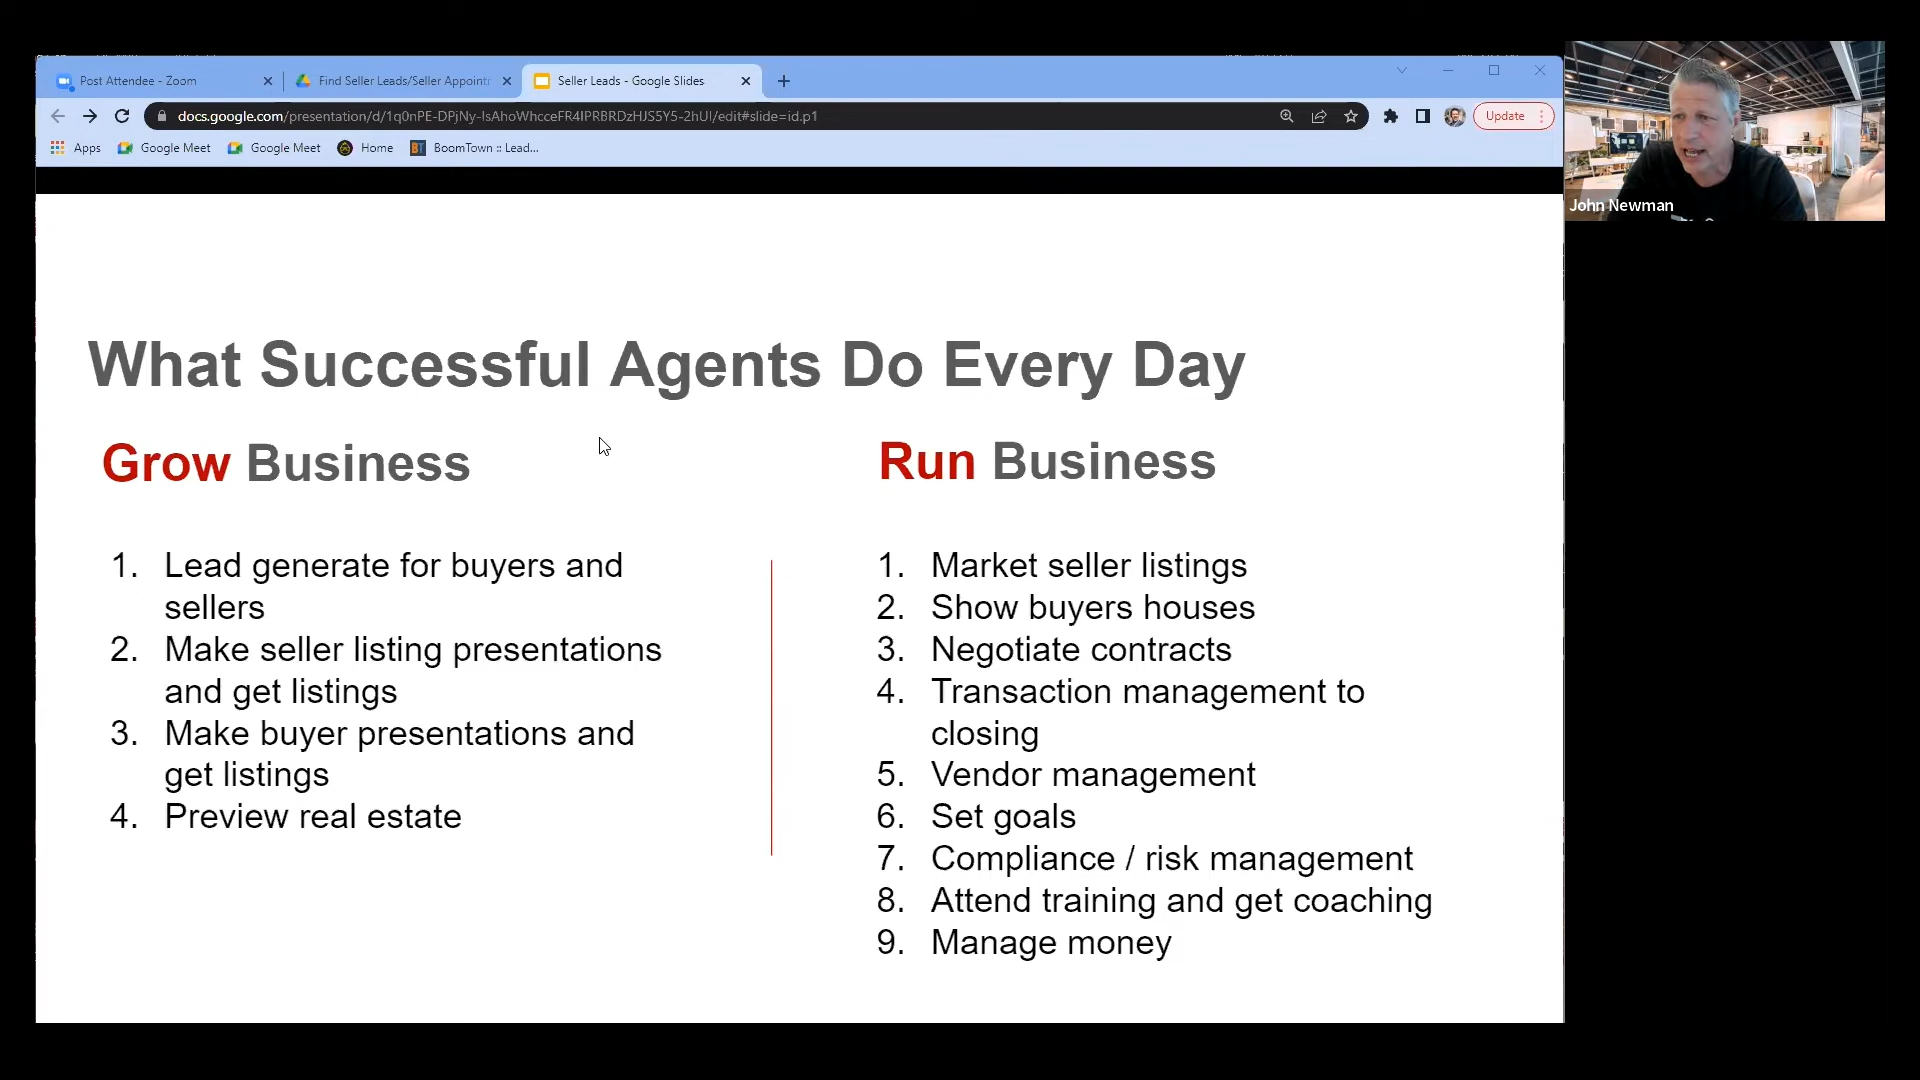 Post Attendee - Zoom
Find Seller Leads/Seller Appoint
Seller Leads - Google Slides
docs.google.com/presentation/d/1q0nPE-DPjNy-IsAhoWhcceFR4IPRBRDzHJS5Y5-2hUI/edit#slide=id.p1
Update
Apps
Google Meet
Google Meet
Home
BT
BoomTown :: Lead...
John Newman
What Successful Agents Do Every Day
Grow Business
1. Lead generate for buyers and
sellers
2. Make seller listing presentations
and get listings
3. Make buyer presentations and
get listings
4. Preview real estate
Run Business
1. Market seller listings
2. Show buyers houses
3. Negotiate contracts
4. Transaction management to
closing
5. Vendor management
6. Set goals
7. Compliance / risk management
8. Attend training and get coaching
9. Manage money